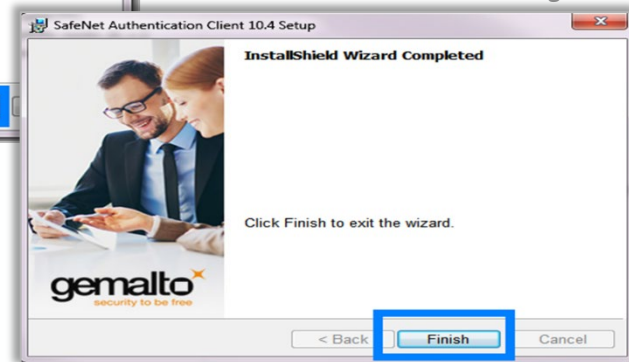 SafeNet Authentication Client 10.4 Setup
InstallShield Wizard Completed
Click Finish to exit the wizard.
gemalto
security to be free
< Back
Finish
Cancel